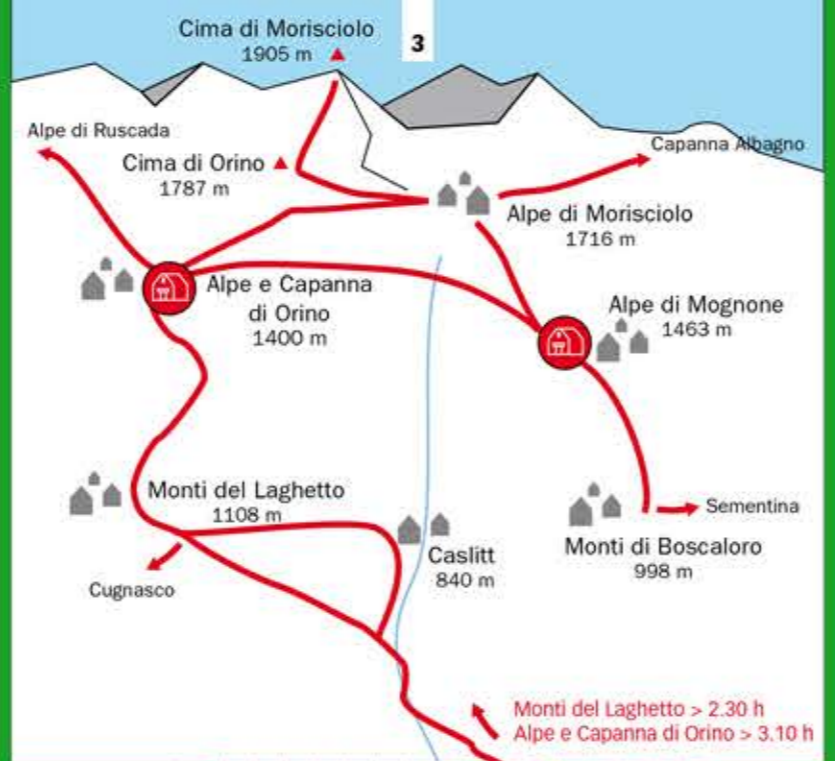 Cima di Morisciolo
1905 m
3
Alpe di Ruscada
Cima di Orino
1787 m
Capanna Albagno
Alpe di Morisciolo
1716 m
Alpe e Capanna
di Orino
1400 m
Alpe di Mognone
1463 m
Monti del Laghetto
1108 m
Sementina
Caslitt
840 m
Monti di Boscaloro
998 m
Cugnasco
Monti del Laghetto > 2.30 h
Alpe e Capanna di Orino > 3.10 h